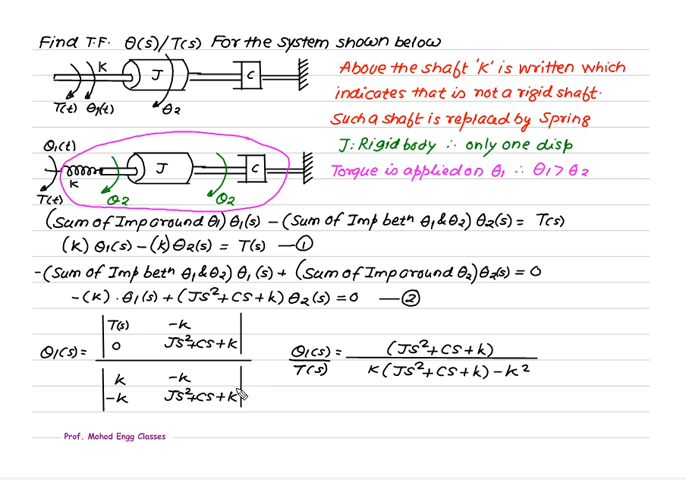 Find T.F. θ(s)/T(s) For the system shown below
K
J
C
T(t) θ₁(t)
θ2
Above the shaft 'K' is written which
indicates that is not a rigid shaft.
Such a shaft is replaced by Spring
J: Rigid body ∴ only one disp
Torque is applied on θ₁ ∴ θ1 > θ2
θ₁(t)
K
T(t)
θ2
J
θ2
C
(Sum of Imp around θ1) θ1(s) – (Sum of Imp betn θ1 & θ2) θ2(s) = T(s)
(K) θ1(s) – (k) θ2(s) = T(s) —①
-(Sum of Imp betn θ1 & θ2) θ1(s) + (Sum of Imp around θ2) θ2(s) = 0
-(K) · θ1(s) + (JS²+CS+k) θ2(s) = 0 —②
T(s) -k
0 JS²+CS+k
θ1(s) =
k -k
-k JS²+CS+k
θ1(s)/T(s) = (JS²+CS+k) / K(JS²+CS+k) – K²
Prof. Mohod Engg Classes